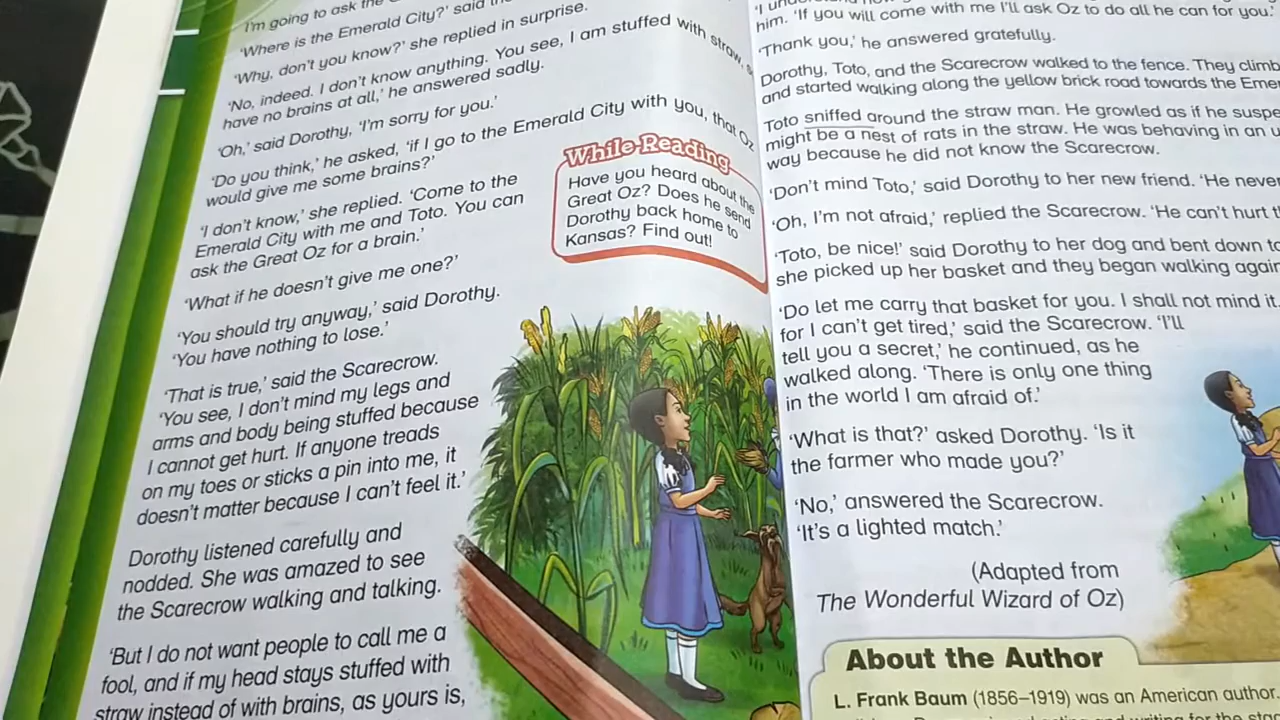 I'm going to ask the
'Where is the Emerald City?' said
'Why, don't you know?' she replied in surprise.
'No, indeed. I don't know anything. You see, I am stuffed with straw,
have no brains at all,' he answered sadly.
'Oh,' said Dorothy, 'I'm sorry for you.'
'Do you think,' he asked, 'if I go to the Emerald City with you, that Oz
would give me some brains?'
'I don't know,' she replied. 'Come to the
Emerald City with me and Toto. You can
ask the Great Oz for a brain.'
'What if he doesn't give me one?'
'You should try anyway,' said Dorothy.
'You have nothing to lose.'
'That is true,' said the Scarecrow.
'You see, I don't mind my legs and
arms and body being stuffed because
I cannot get hurt. If anyone treads
on my toes or sticks a pin into me, it
doesn't matter because I can't feel it.'
Dorothy listened carefully and
nodded. She was amazed to see
the Scarecrow walking and talking.
'But I do not want people to call me a
fool, and if my head stays stuffed with
straw instead of with brains, as yours is,
While Reading
Have you heard about the
Great Oz? Does he send
Dorothy back home to
Kansas? Find out!
him. 'If you will come with me I'll ask Oz to do all he can for you.'
'Thank you,' he answered gratefully.
Dorothy, Toto, and the Scarecrow walked to the fence. They climb
and started walking along the yellow brick road towards the Eme
Toto sniffed around the straw man. He growled as if he suspe
might be a nest of rats in the straw. He was behaving in an u
way because he did not know the Scarecrow.
'Don't mind Toto,' said Dorothy to her new friend. 'He never
'Oh, I'm not afraid,' replied the Scarecrow. 'He can't hurt t
'Toto, be nice!' said Dorothy to her dog and bent down to
she picked up her basket and they began walking again
'Do let me carry that basket for you. I shall not mind it.
for I can't get tired,' said the Scarecrow. 'I'll
tell you a secret,' he continued, as he
walked along. 'There is only one thing
in the world I am afraid of.'
'What is that?' asked Dorothy. 'Is it
the farmer who made you?'
'No,' answered the Scarecrow.
'It's a lighted match.'
(Adapted from
The Wonderful Wizard of Oz)
About the Author
L. Frank Baum (1856–1919) was an American author.